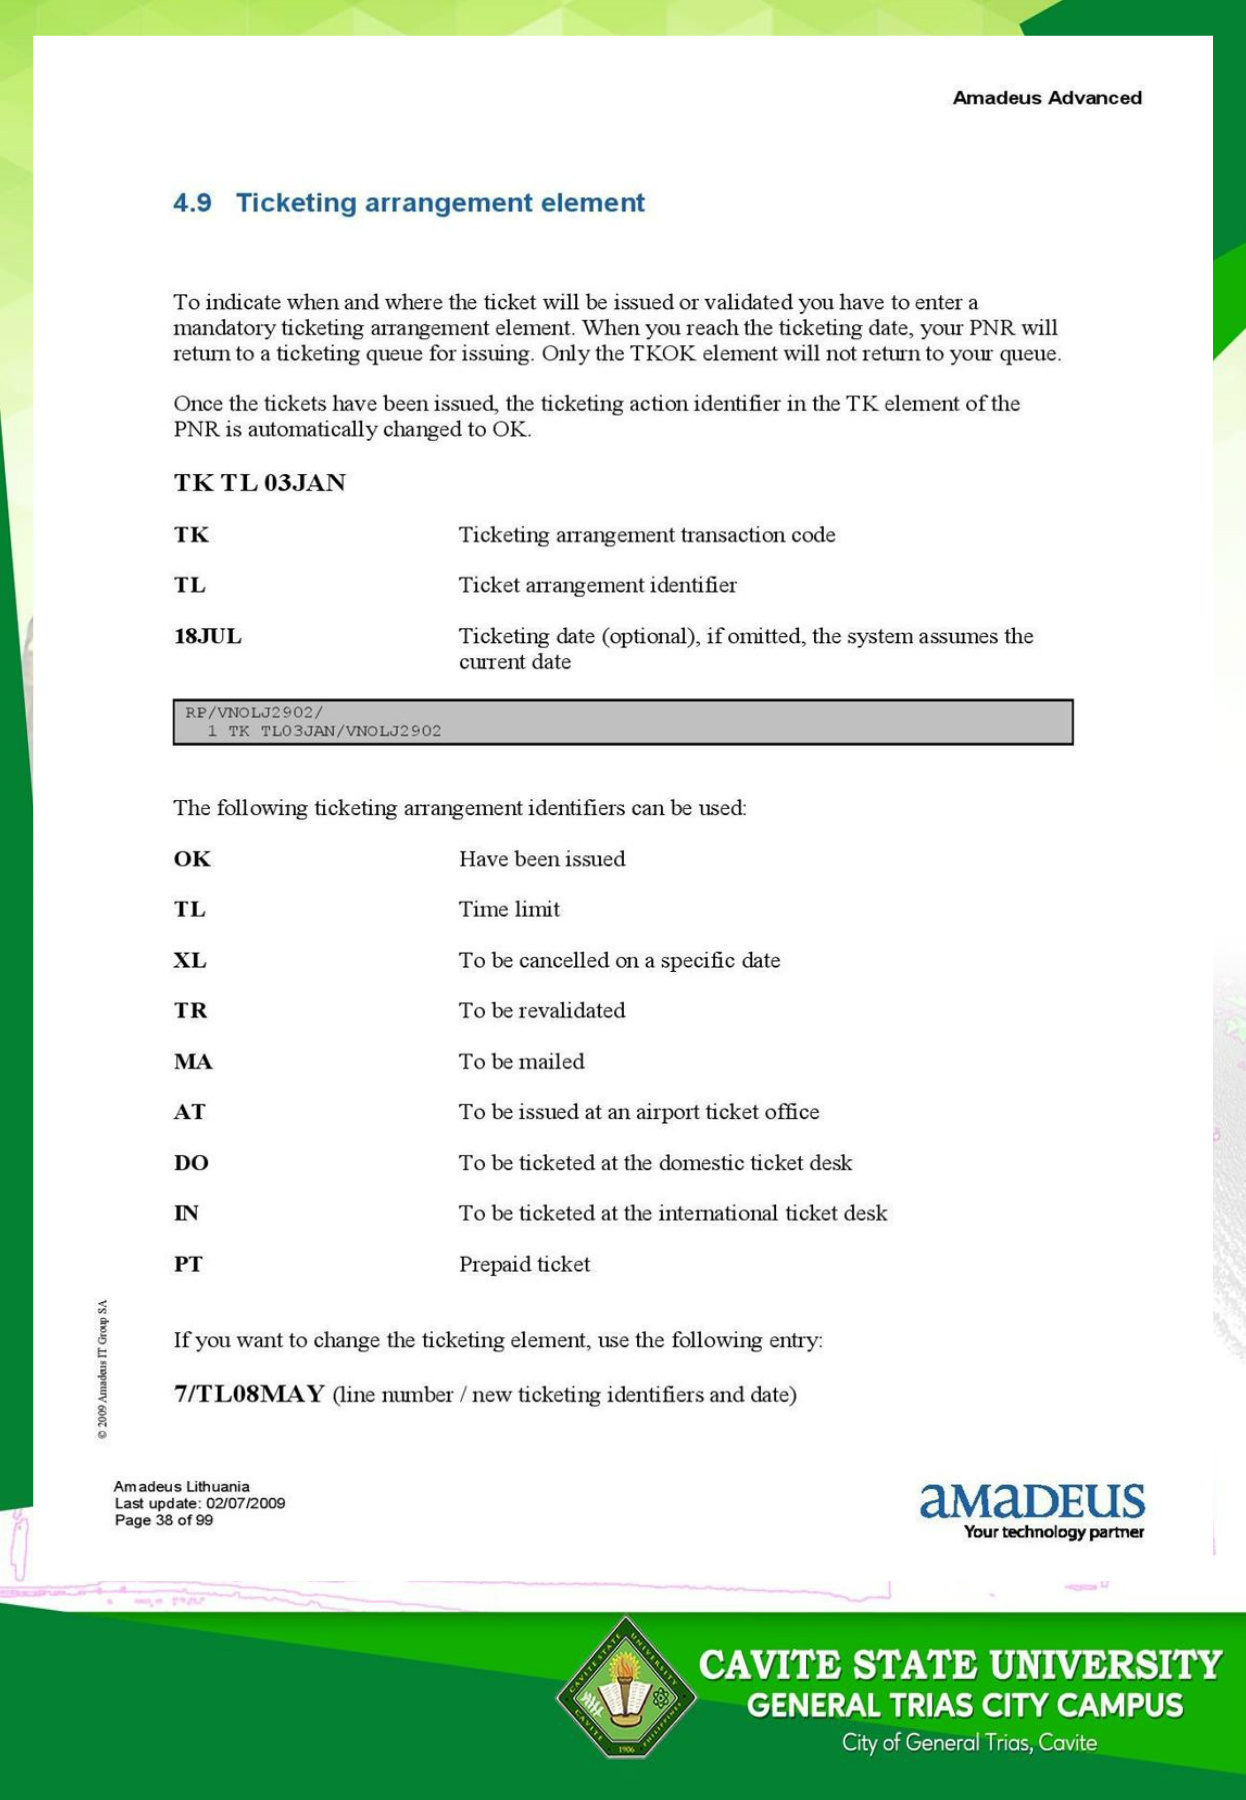 Amadeus Advanced
4.9 Ticketing arrangement element
To indicate when and where the ticket will be issued or validated you have to enter a
mandatory ticketing arrangement element. When you reach the ticketing date, your PNR will
return to a ticketing queue for issuing. Only the TKOK element will not return to your queue.
Once the tickets have been issued, the ticketing action identifier in the TK element of the
PNR is automatically changed to OK.
TK TL 03JAN
TK Ticketing arrangement transaction code
TL Ticket arrangement identifier
18JUL Ticketing date (optional), if omitted, the system assumes the
current date
RP/VNOLJ2902/
1 TK TL03JAN/VNOLJ2902
The following ticketing arrangement identifiers can be used:
OK Have been issued
TL Time limit
XL To be cancelled on a specific date
TR To be revalidated
MA To be mailed
AT To be issued at an airport ticket office
DO To be ticketed at the domestic ticket desk
IN To be ticketed at the international ticket desk
PT Prepaid ticket
If you want to change the ticketing element, use the following entry:
7/TL08MAY (line number / new ticketing identifiers and date)
© 2009 Amadeus IT Group SA
Amadeus Lithuania
Last update: 02/07/2009
Page 38 of 99
aMaDEUS
Your technology partner
CAVITE STATE UNIVERSITY
CAVITE
PHILIPPINES
1906
CAVITE STATE UNIVERSITY
GENERAL TRIAS CITY CAMPUS
City of General Trias, Cavite